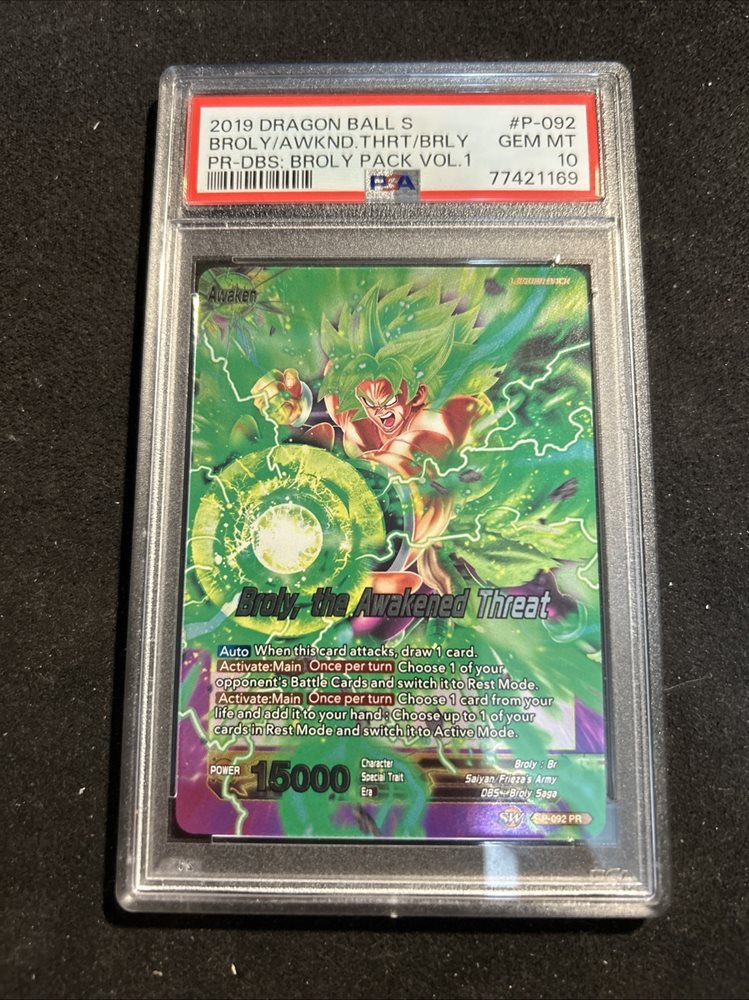 2019 DRAGON BALL S #P-092
BROLY/AWKND.THRT/BRLY GEM MT
PR-DBS: BROLY PACK VOL.1 10
PSA 77421169
Awaken
Broly, the Awakened Threat
Auto When this card attacks, draw 1 card.
Activate:Main Once per turn Choose 1 of your
opponent's Battle Cards and switch it to Rest Mode.
Activate:Main Once per turn Choose 1 card from your
life and add it to your hand : Choose up to 1 of your
cards in Rest Mode and switch it to Active Mode.
POWER 15000
Character Broly : Br
Special Trait Saiyan/Frieza's Army
Era DBS - Broly Saga
SW P-092 PR